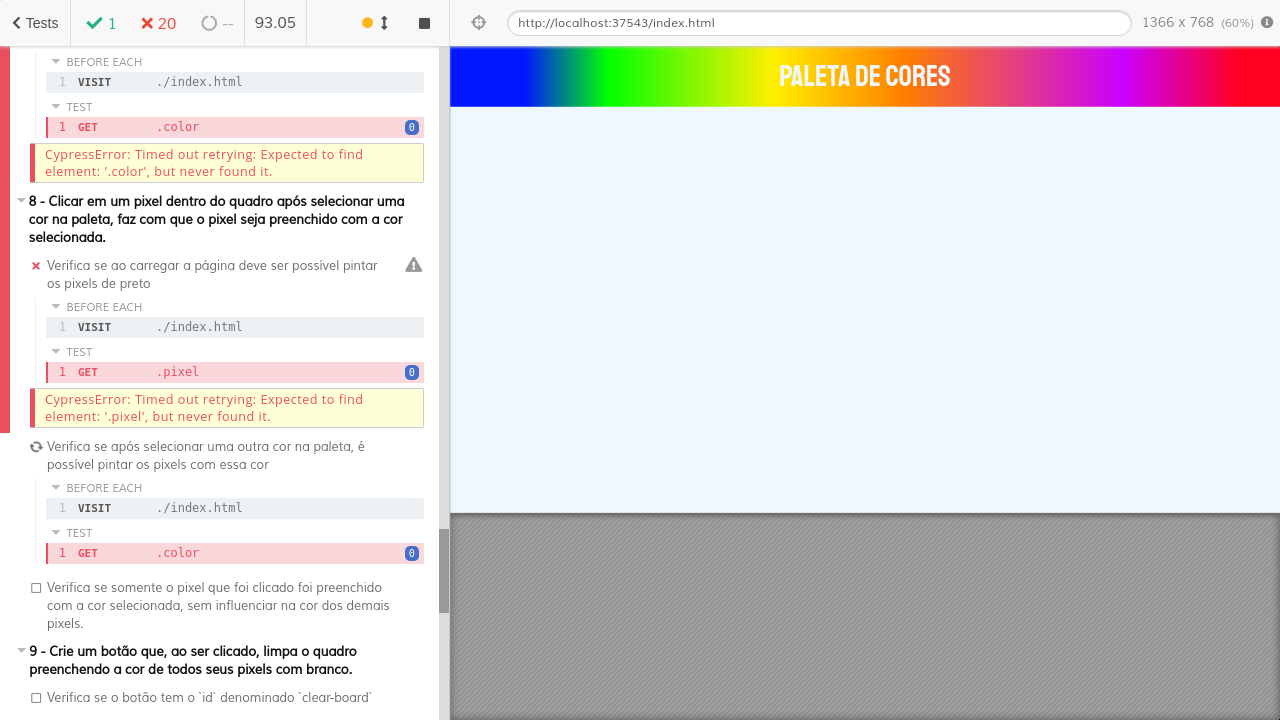 Tests
1
20
--
93.05
http://localhost:37543/index.html
1366 x 768 (60%)
BEFORE EACH
1 VISIT ./index.html
TEST
1 GET .color 0
CypressError: Timed out retrying: Expected to find
element: '.color', but never found it.
8 - Clicar em um pixel dentro do quadro após selecionar uma
cor na paleta, faz com que o pixel seja preenchido com a cor
selecionada.
Verifica se ao carregar a página deve ser possível pintar
os pixels de preto
BEFORE EACH
1 VISIT ./index.html
TEST
1 GET .pixel 0
CypressError: Timed out retrying: Expected to find
element: '.pixel', but never found it.
Verifica se após selecionar uma outra cor na paleta, é
possível pintar os pixels com essa cor
BEFORE EACH
1 VISIT ./index.html
TEST
1 GET .color 0
Verifica se somente o pixel que foi clicado foi preenchido
com a cor selecionada, sem influenciar na cor dos demais
pixels.
9 - Crie um botão que, ao ser clicado, limpa o quadro
preenchendo a cor de todos seus pixels com branco.
Verifica se o botão tem o `id` denominado `clear-board`
PALETA DE CORES